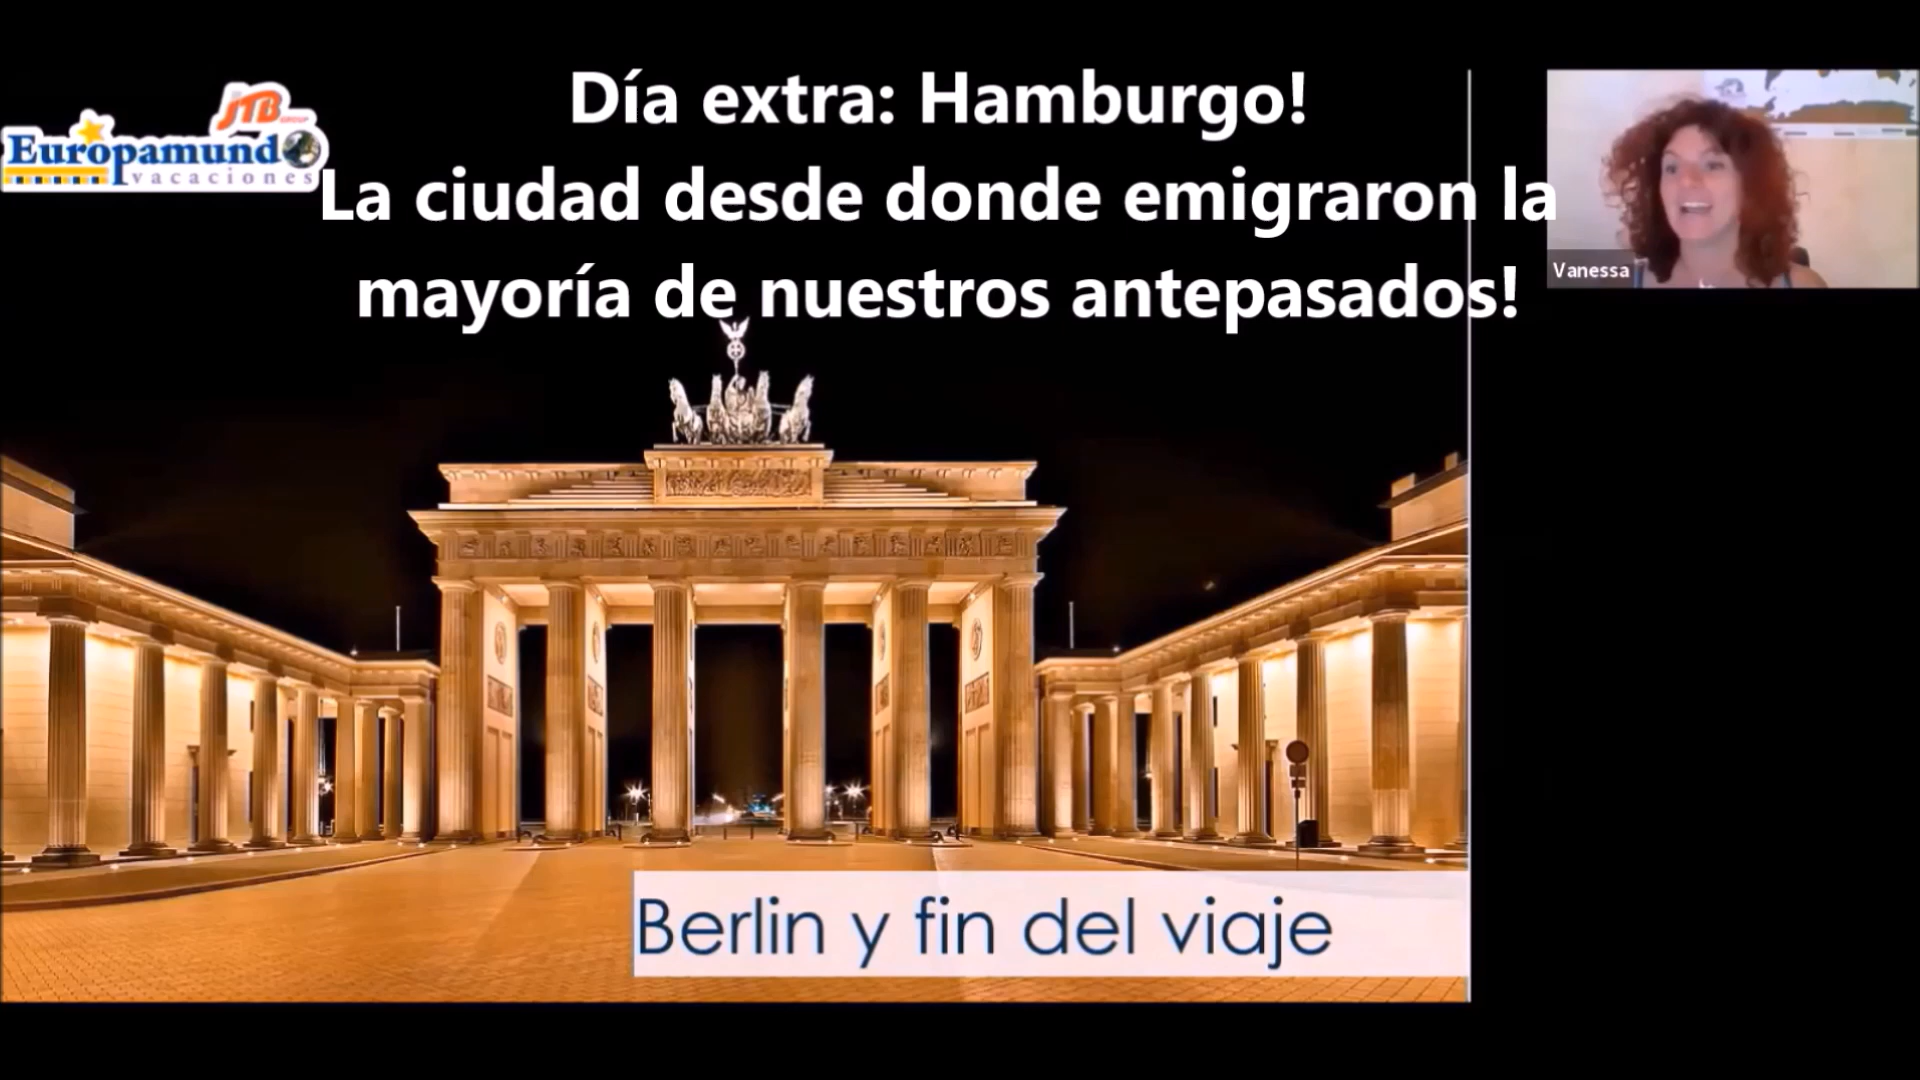 Día extra: Hamburgo!
La ciudad desde donde emigraron la
mayoría de nuestros antepasados!
JTB GROUP
Europamundo
vacaciones
Vanessa
Berlin y fin del viaje